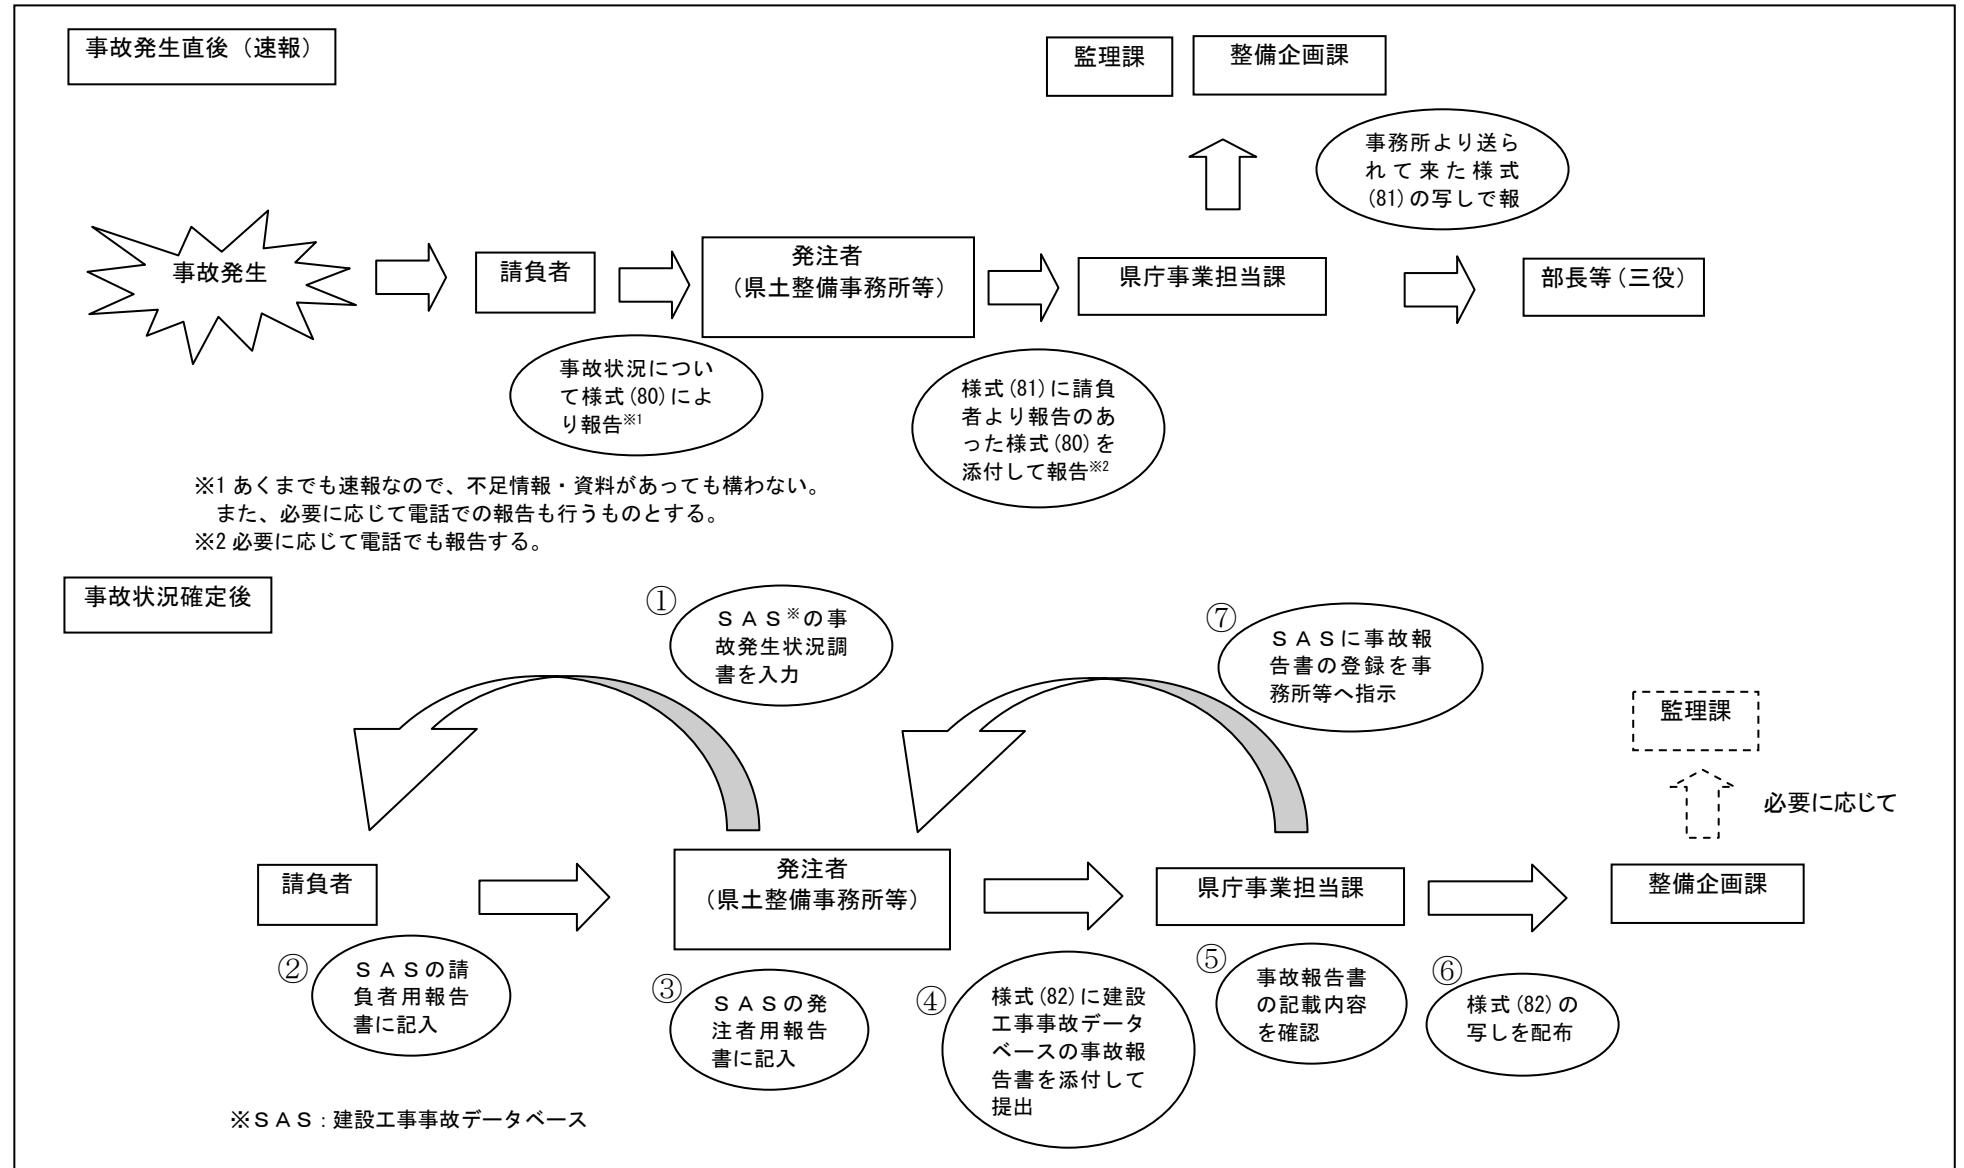 事故発生直後（速報）
監理課
整備企画課
事務所より送ら
れて来た様式
(81)の写しで報
事故発生
請負者
発注者
（県土整備事務所等）
県庁事業担当課
部長等（三役）
事故状況につい
て様式(80)によ
り報告※1
様式(81)に請負
者より報告のあ
った様式(80)を
添付して報告※2
※1 あくまでも速報なので、不足情報・資料があっても構わない。
また、必要に応じて電話での報告も行うものとする。
※2 必要に応じて電話でも報告する。
事故状況確定後
①
ＳＡＳ※の事
故発生状況調
書を入力
⑦
ＳＡＳに事故報
告書の登録を事
務所等へ指示
監理課
必要に応じて
請負者
発注者
（県土整備事務所等）
県庁事業担当課
整備企画課
②
ＳＡＳの請
負者用報告
書に記入
③
ＳＡＳの発
注者用報告
書に記入
④
様式(82)に建設
工事事故データ
ベースの事故報
告書を添付して
提出
⑤
事故報告書
の記載内容
を確認
⑥
様式(82)の
写しを配布
※ＳＡＳ：建設工事事故データベース